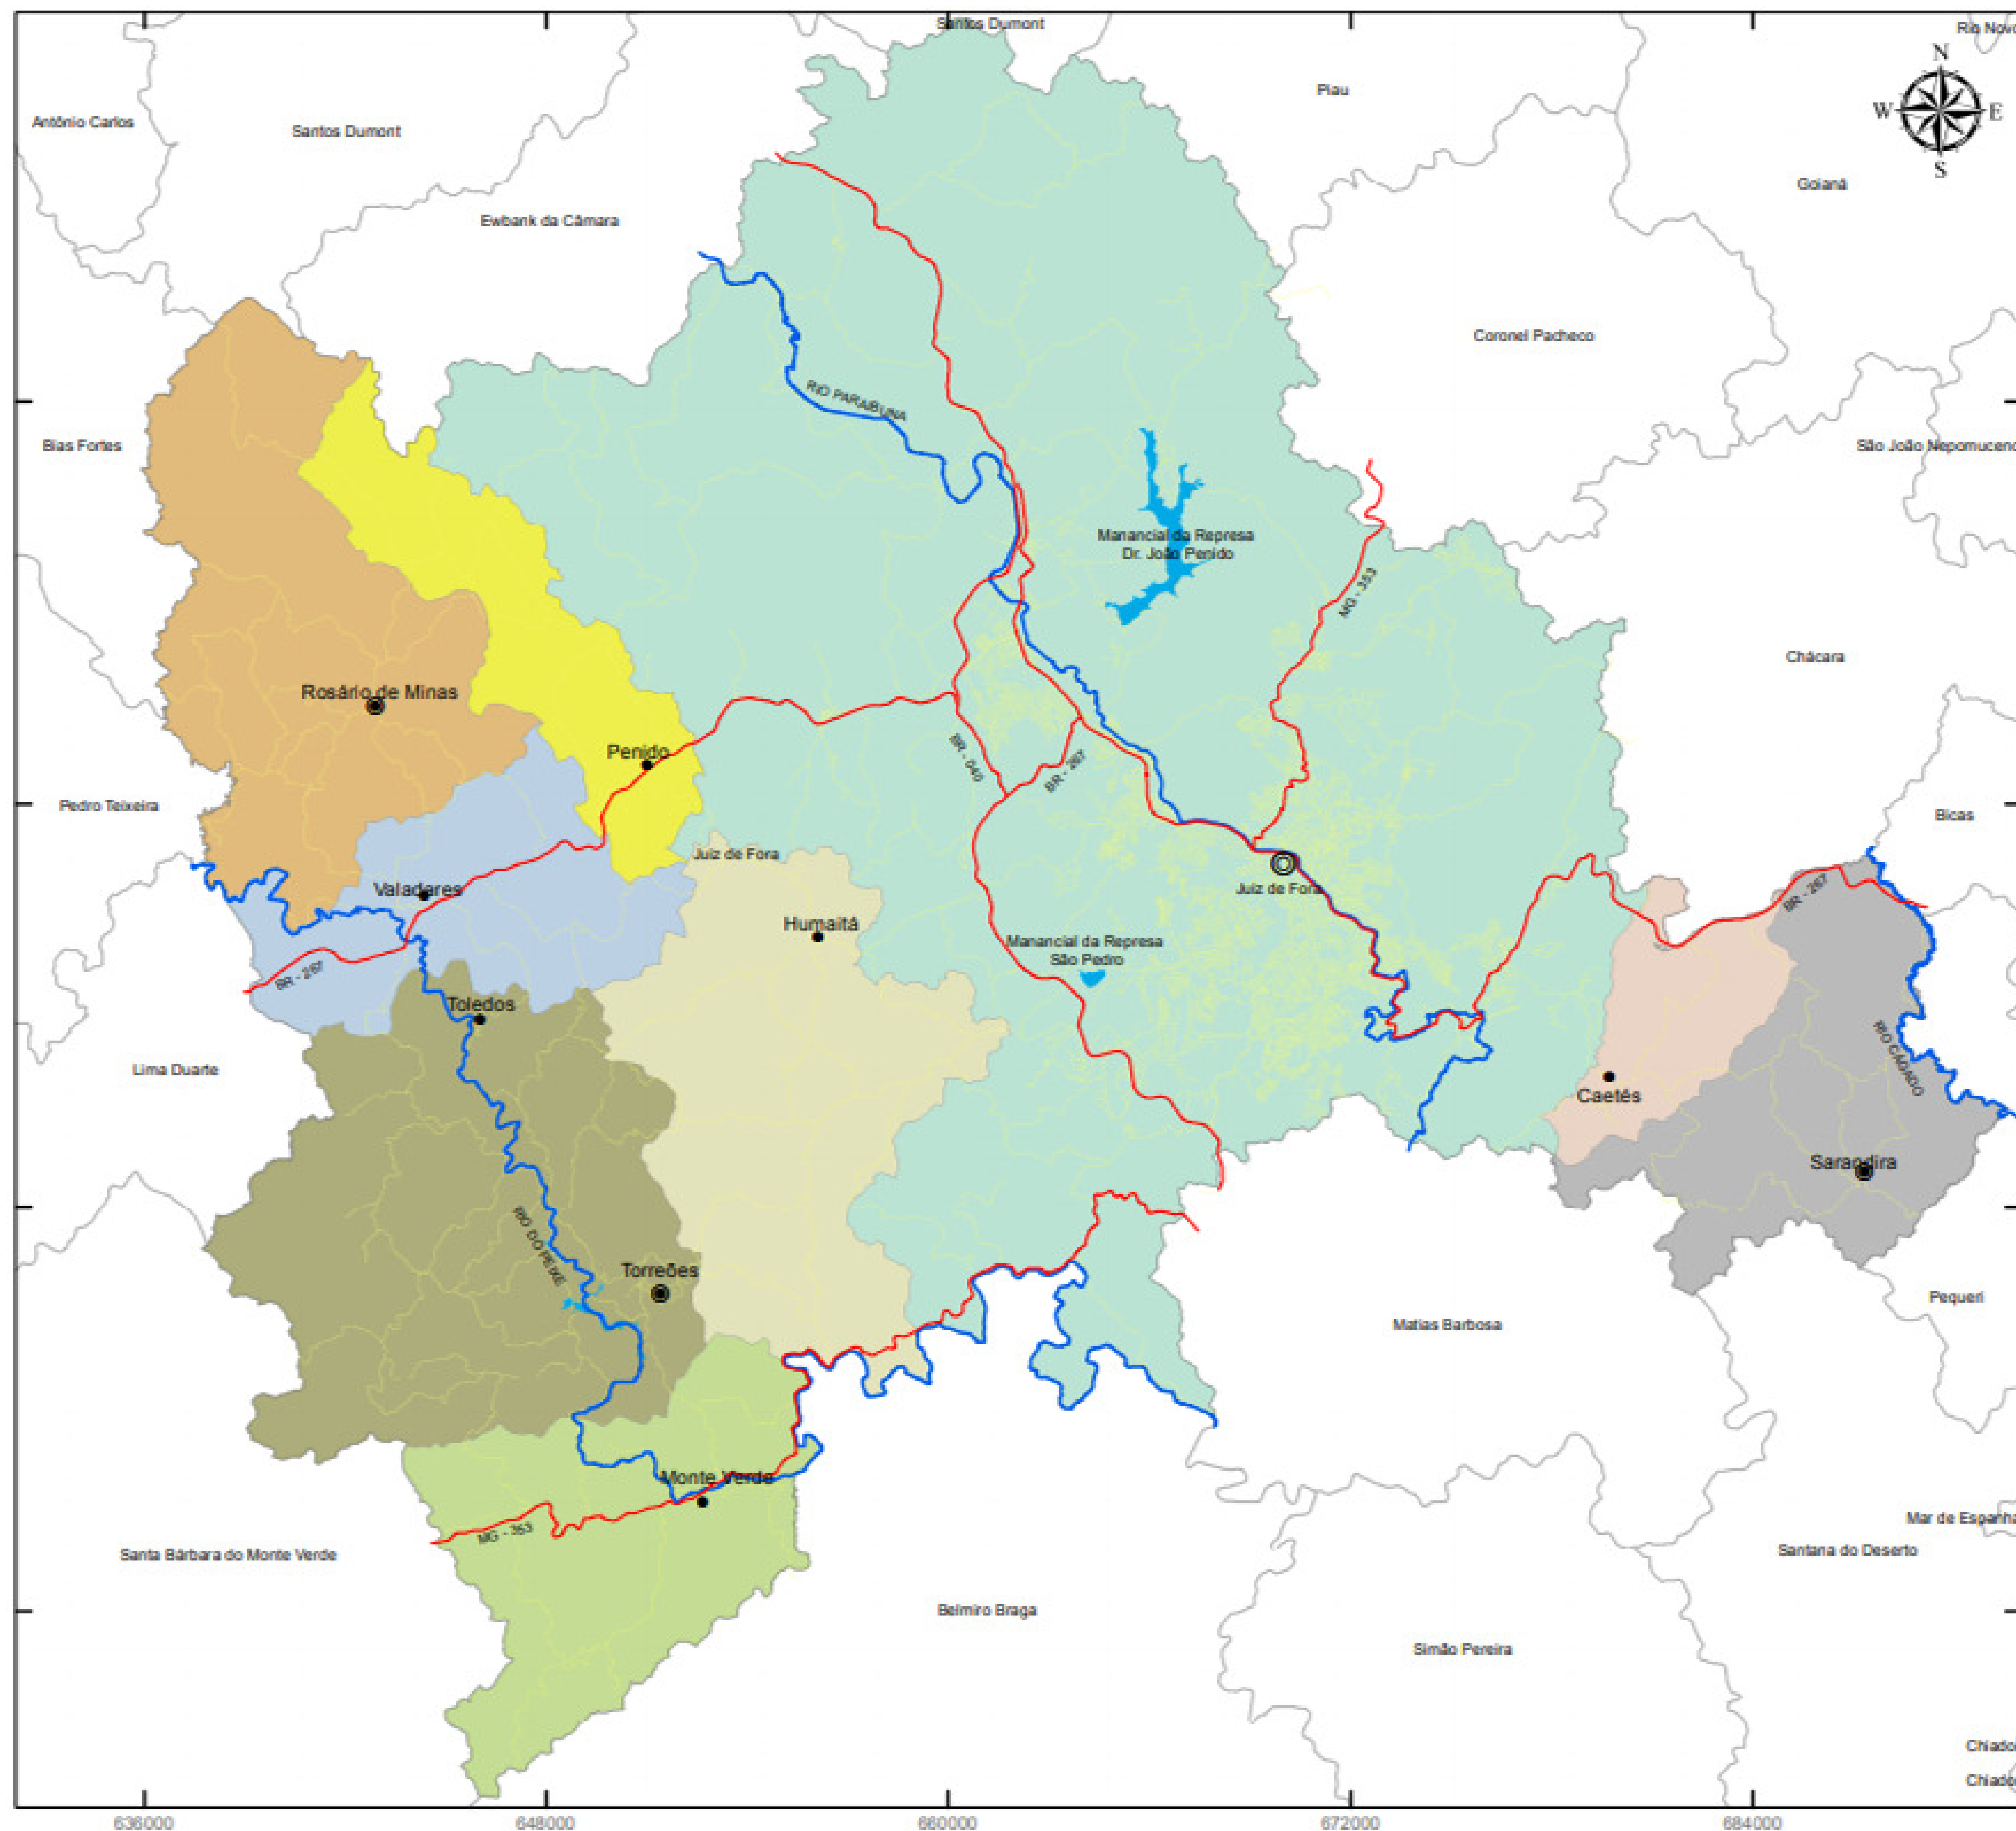 Santos Dumont
Rio Novo
N
Piau
W
E
Antônio Carlos
Santos Dumont
S
Goianá
Ewbank da Câmara
Coronel Pacheco
RIO PARAIBUNA
Bias Fortes
São João Nepomuceno
Manancial da Represa
Dr. João Penido
MG - 353
Chácara
Rosário de Minas
Penido
BR - 040
BR - 267
Pedro Teixeira
Bicas
Juiz de Fora
Valadares
Juiz de Fora
BR - 267
Humaitá
Manancial da Represa
São Pedro
BR - 267
Toledos
RIO CÁGADO
Lima Duarte
Caetés
Sarandira
RIO DO PEIXE
Torreões
Pequeri
Matias Barbosa
Monte Verde
MG - 353
Mar de Espanha
Santa Bárbara do Monte Verde
Santana do Deserto
Belmiro Braga
Simão Pereira
Chiador
Chiador
636000
648000
660000
672000
684000